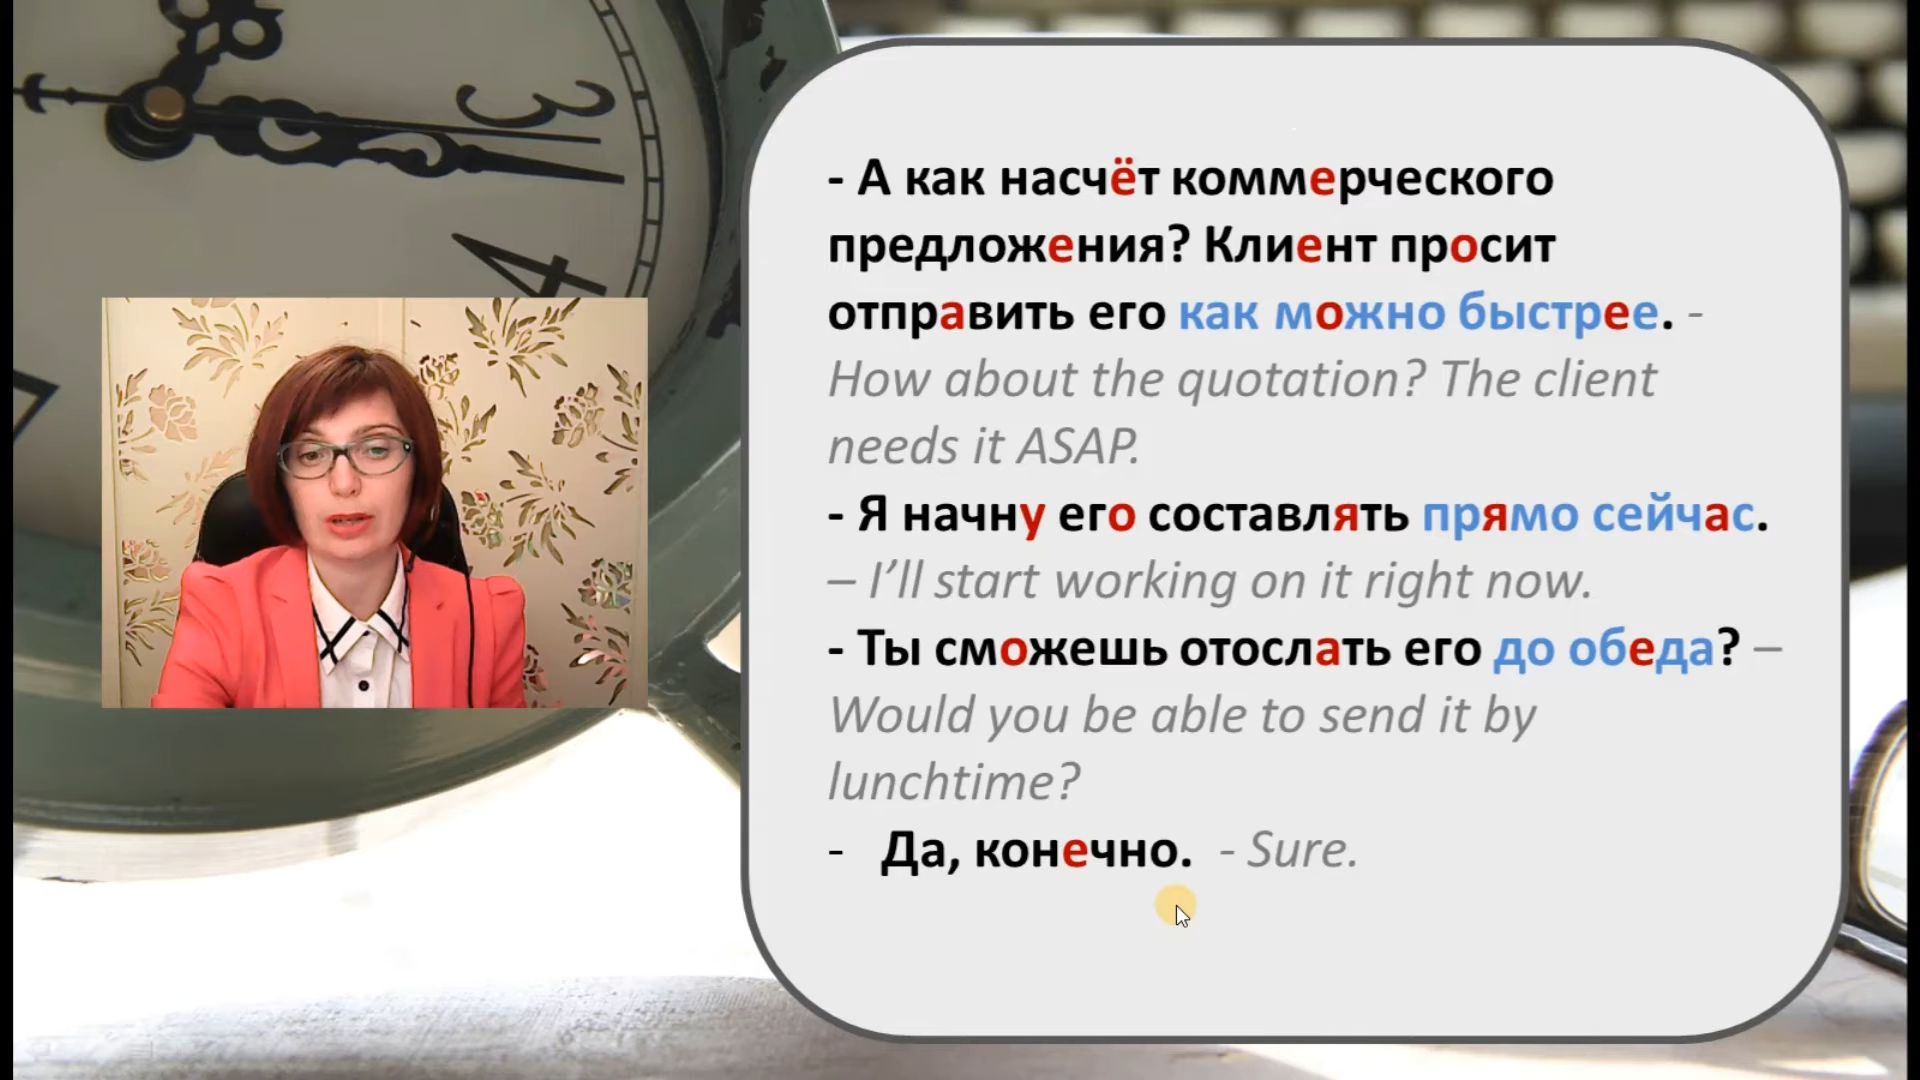 3
4
- А как насчёт коммерческого
предложения? Клиент просит
отправить его как можно быстрее. -
How about the quotation? The client
needs it ASAP.
- Я начну его составлять прямо сейчас.
– I’ll start working on it right now.
- Ты сможешь отослать его до обеда? –
Would you be able to send it by
lunchtime?
- Да, конечно. - Sure.